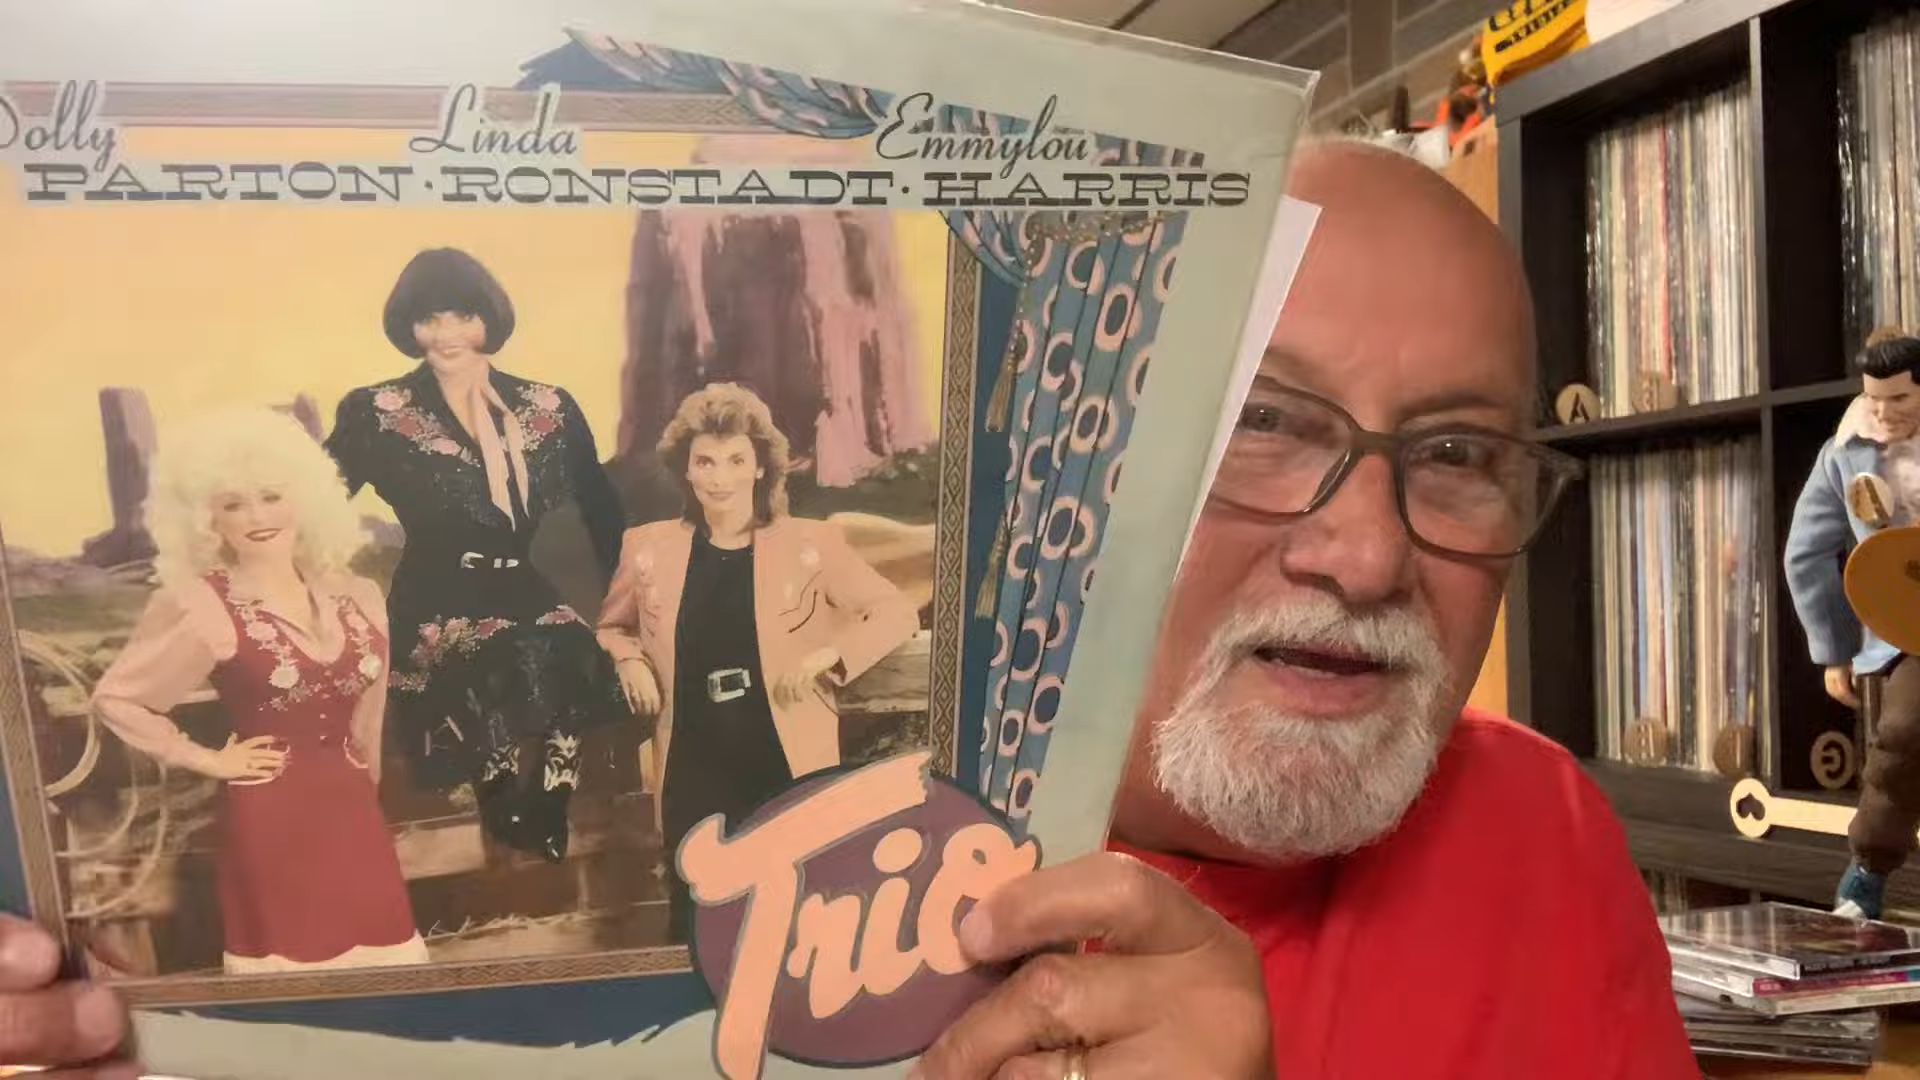 Dolly Linda Emmylou
PARTON · RONSTADT · HARRIS
Trio
A
G